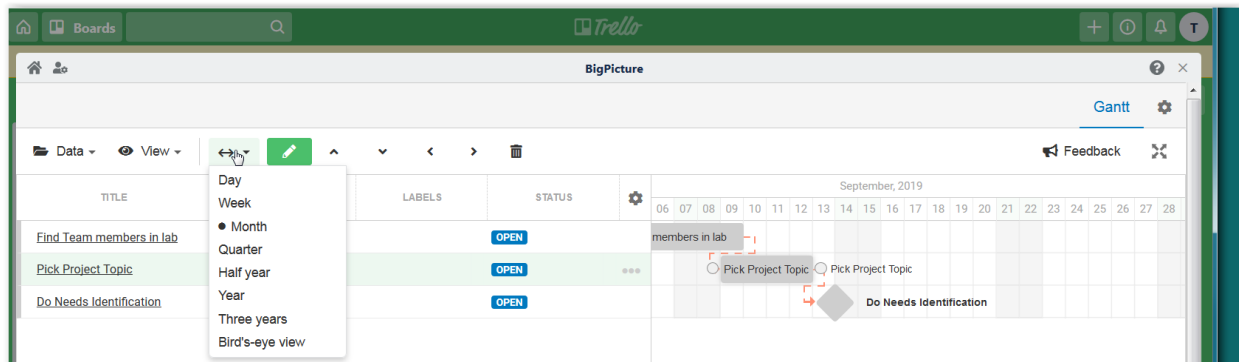 Boards
Trello
T
BigPicture
Gantt
Data
View
Feedback
Day
Week
Month
Quarter
Half year
Year
Three years
Bird's-eye view
TITLE
LABELS
STATUS
September, 2019
06 07 08 09 10 11 12 13 14 15 16 17 18 19 20 21 22 23 24 25 26 27 28
Find Team members in lab
OPEN
members in lab
Pick Project Topic
OPEN
Pick Project Topic
Pick Project Topic
Do Needs Identification
OPEN
Do Needs Identification